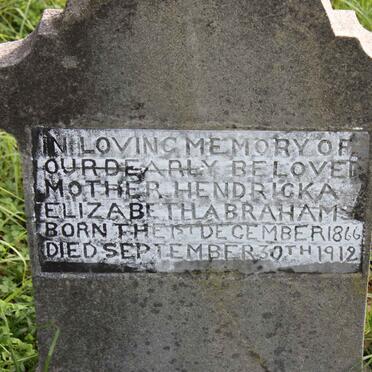 IN LOVING MEMORY OF
OUR DEARLY BELOVED
MOTHER HENDRICKA
ELIZABETH ABRAHAMS
BORN THE 1ST DECEMBER 1866
DIED SEPTEMBER 30TH 1912